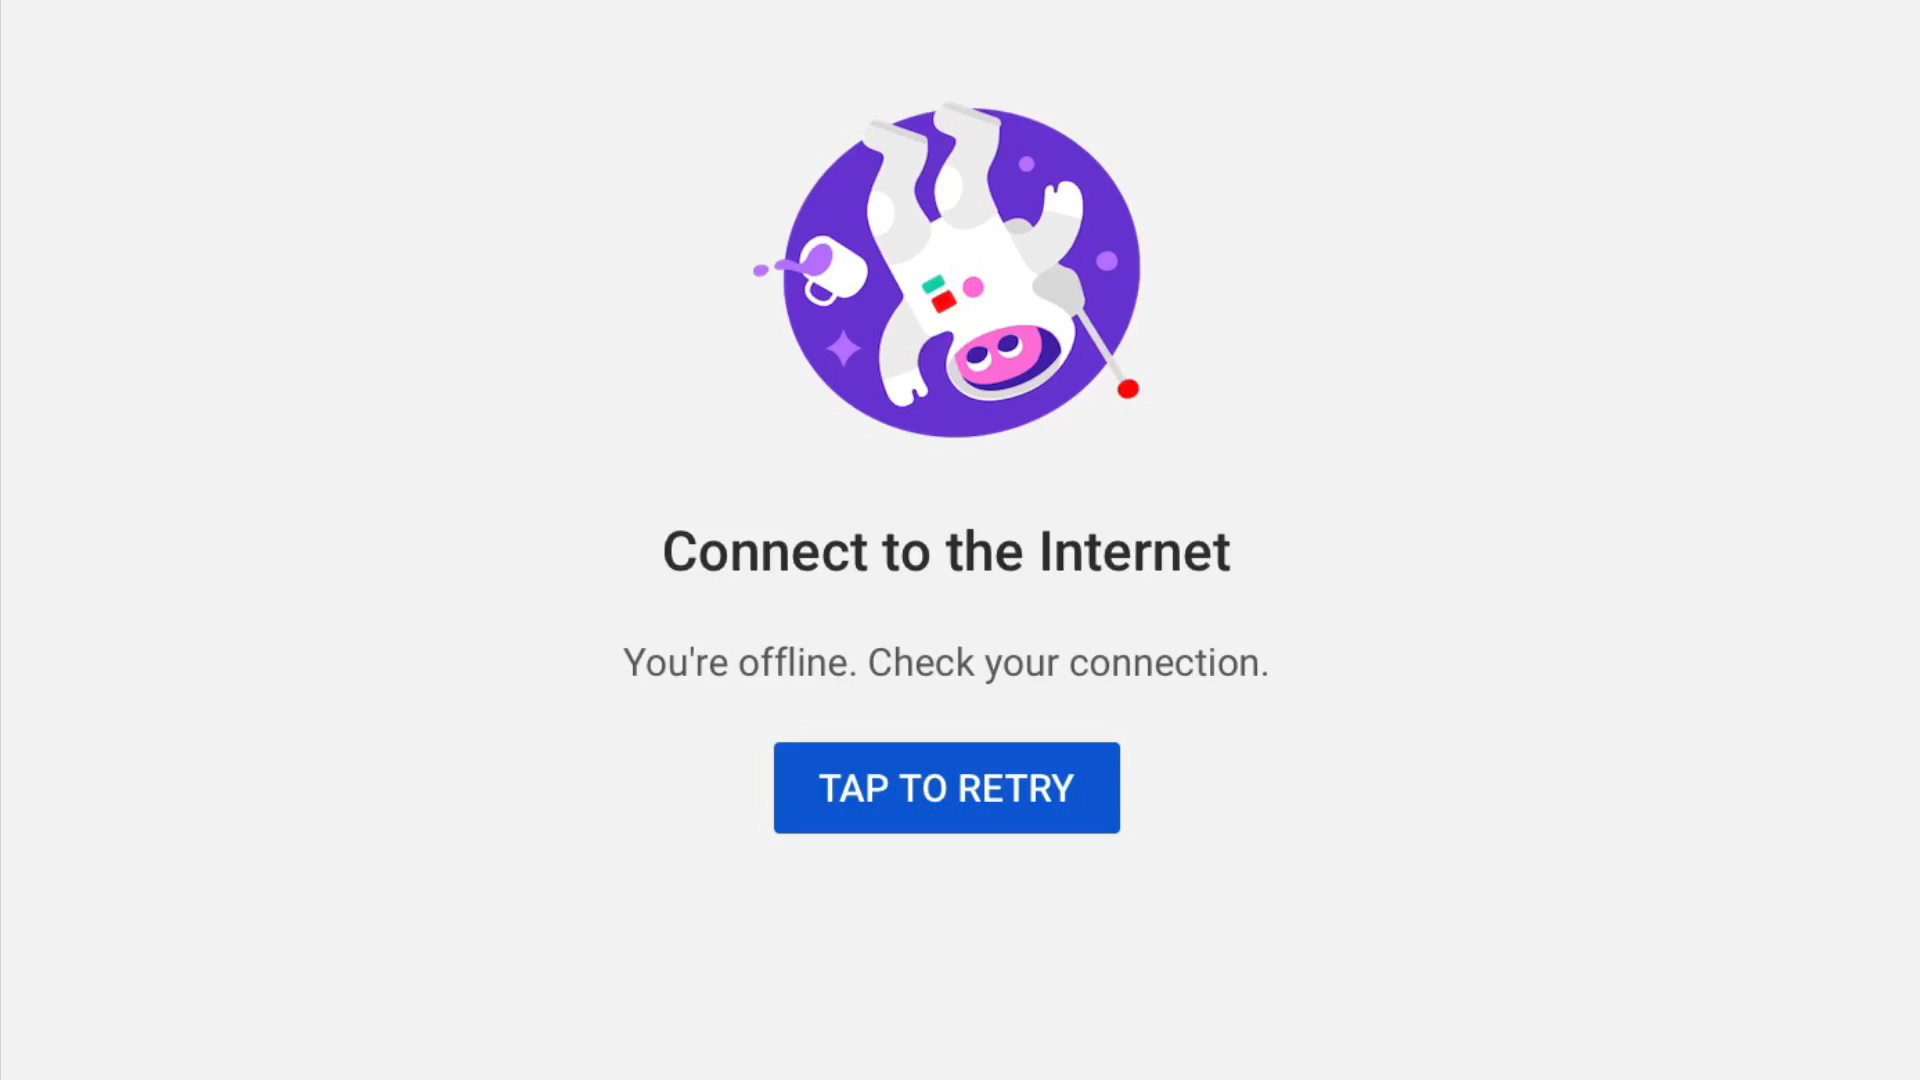 Connect to the Internet
You're offline. Check your connection.
TAP TO RETRY